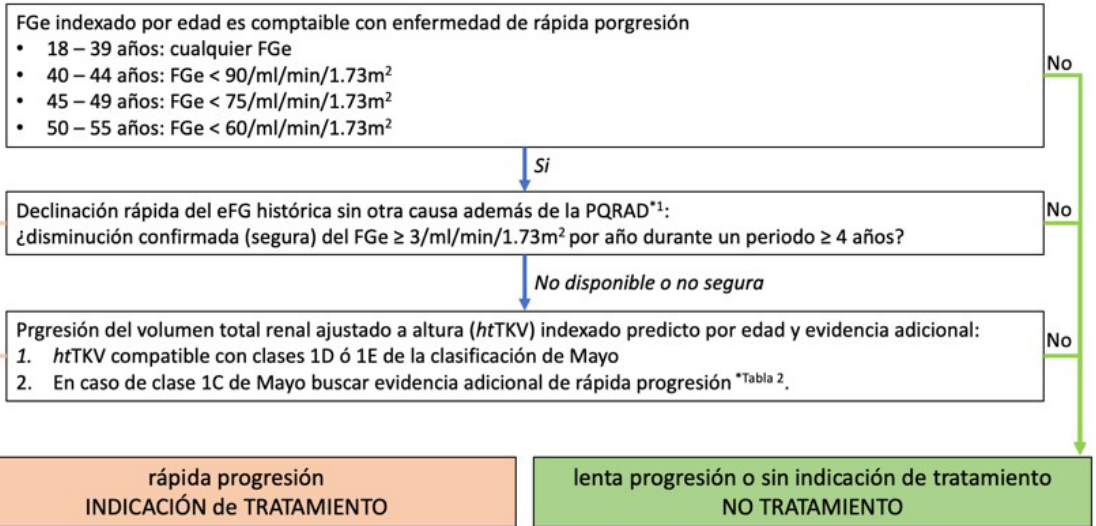 FGe indexado por edad es comptaible con enfermedad de rápida porgresión
• 18 – 39 años: cualquier FGe
• 40 – 44 años: FGe < 90/ml/min/1.73m²
• 45 – 49 años: FGe < 75/ml/min/1.73m²
• 50 – 55 años: FGe < 60/ml/min/1.73m²
No
Si
Declinación rápida del eFG histórica sin otra causa además de la PQRAD*1:
¿disminución confirmada (segura) del FGe ≥ 3/ml/min/1.73m² por año durante un periodo ≥ 4 años?
No
No disponible o no segura
Prgresión del volumen total renal ajustado a altura (htTKV) indexado predicto por edad y evidencia adicional:
1. htTKV compatible con clases 1D ó 1E de la clasificación de Mayo
2. En caso de clase 1C de Mayo buscar evidencia adicional de rápida progresión *Tabla 2.
No
rápida progresión
INDICACIÓN de TRATAMIENTO
lenta progresión o sin indicación de tratamiento
NO TRATAMIENTO